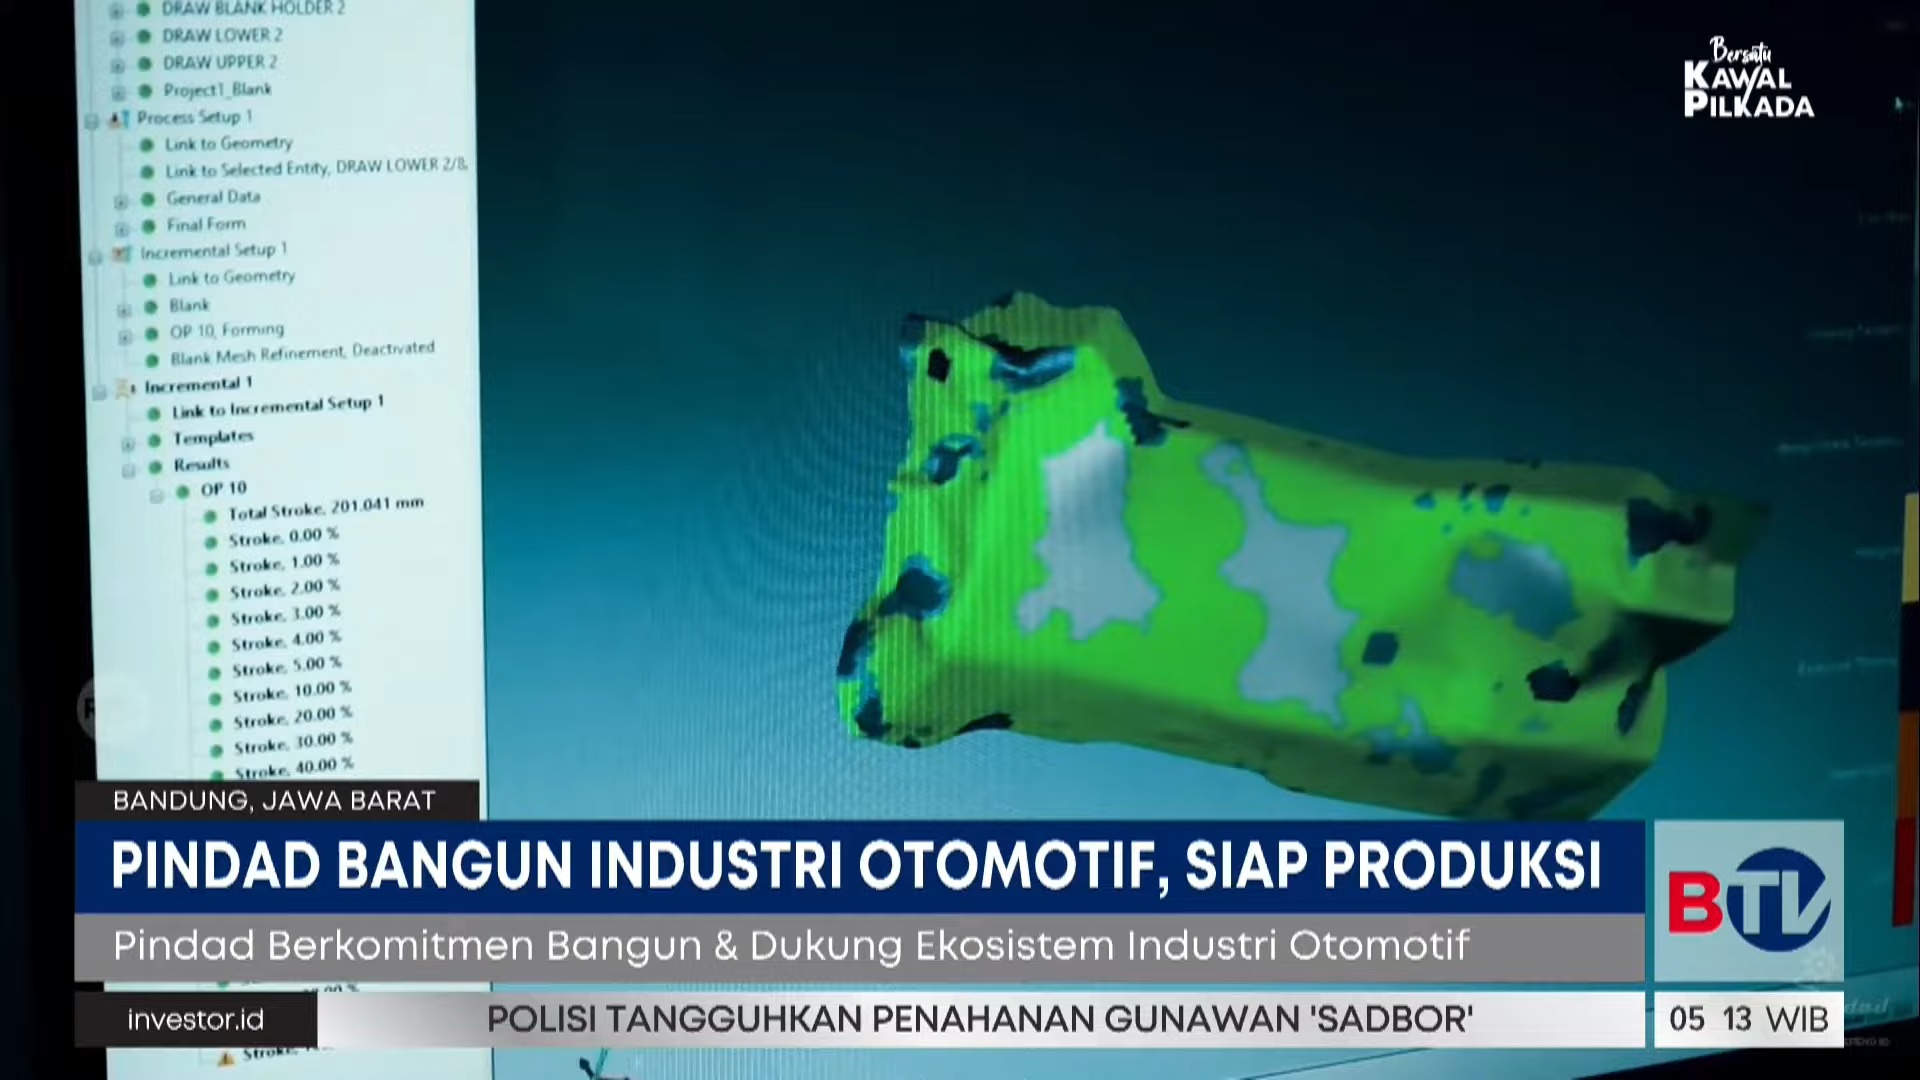 DRAW BLANK HOLDER 2
DRAW LOWER 2
DRAW UPPER 2
Project1_Blank
Process Setup 1
Link to Geometry
Link to Selected Entity, DRAW LOWER 2/8,
General Data
Final Form
Incremental Setup 1
Link to Geometry
Blank
OP 10, Forming
Blank Mesh Refinement, Deactivated
Incremental 1
Link to Incremental Setup 1
Templates
Results
OP 10
Total Stroke, 201.041 mm
Stroke, 0.00 %
Stroke, 1.00 %
Stroke, 2.00 %
Stroke, 3.00 %
Stroke, 4.00 %
Stroke, 5.00 %
Stroke, 10.00 %
Stroke, 20.00 %
Stroke, 30.00 %
Stroke, 40.00 %
Bersatu
KAWAL
PILKADA
BANDUNG, JAWA BARAT
PINDAD BANGUN INDUSTRI OTOMOTIF, SIAP PRODUKSI
Pindad Berkomitmen Bangun & Dukung Ekosistem Industri Otomotif
BTV
investor.id
POLISI TANGGUHKAN PENAHANAN GUNAWAN 'SADBOR'
05 13 WIB
Stroke,